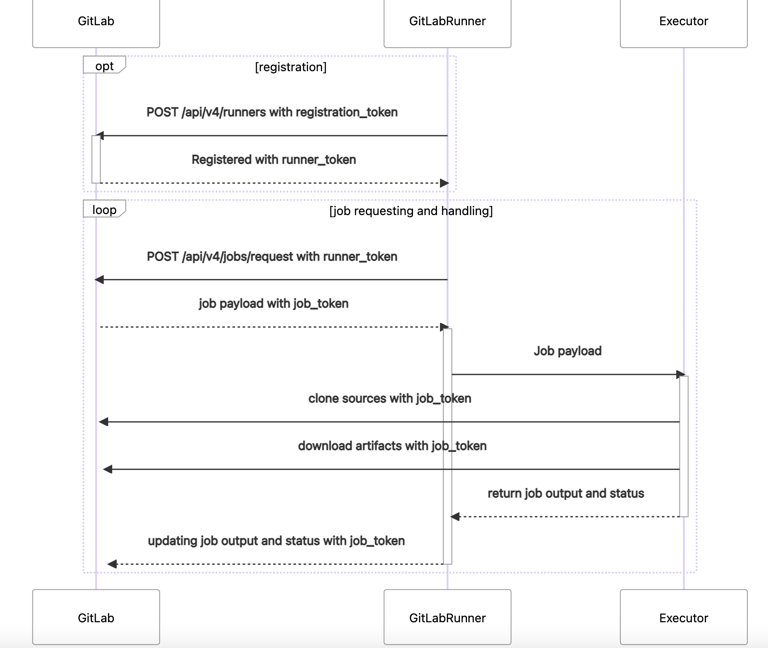 GitLab
GitLabRunner
Executor
opt
[registration]
POST /api/v4/runners with registration_token
Registered with runner_token
loop
[job requesting and handling]
POST /api/v4/jobs/request with runner_token
job payload with job_token
Job payload
clone sources with job_token
download artifacts with job_token
return job output and status
updating job output and status with job_token
GitLab
GitLabRunner
Executor